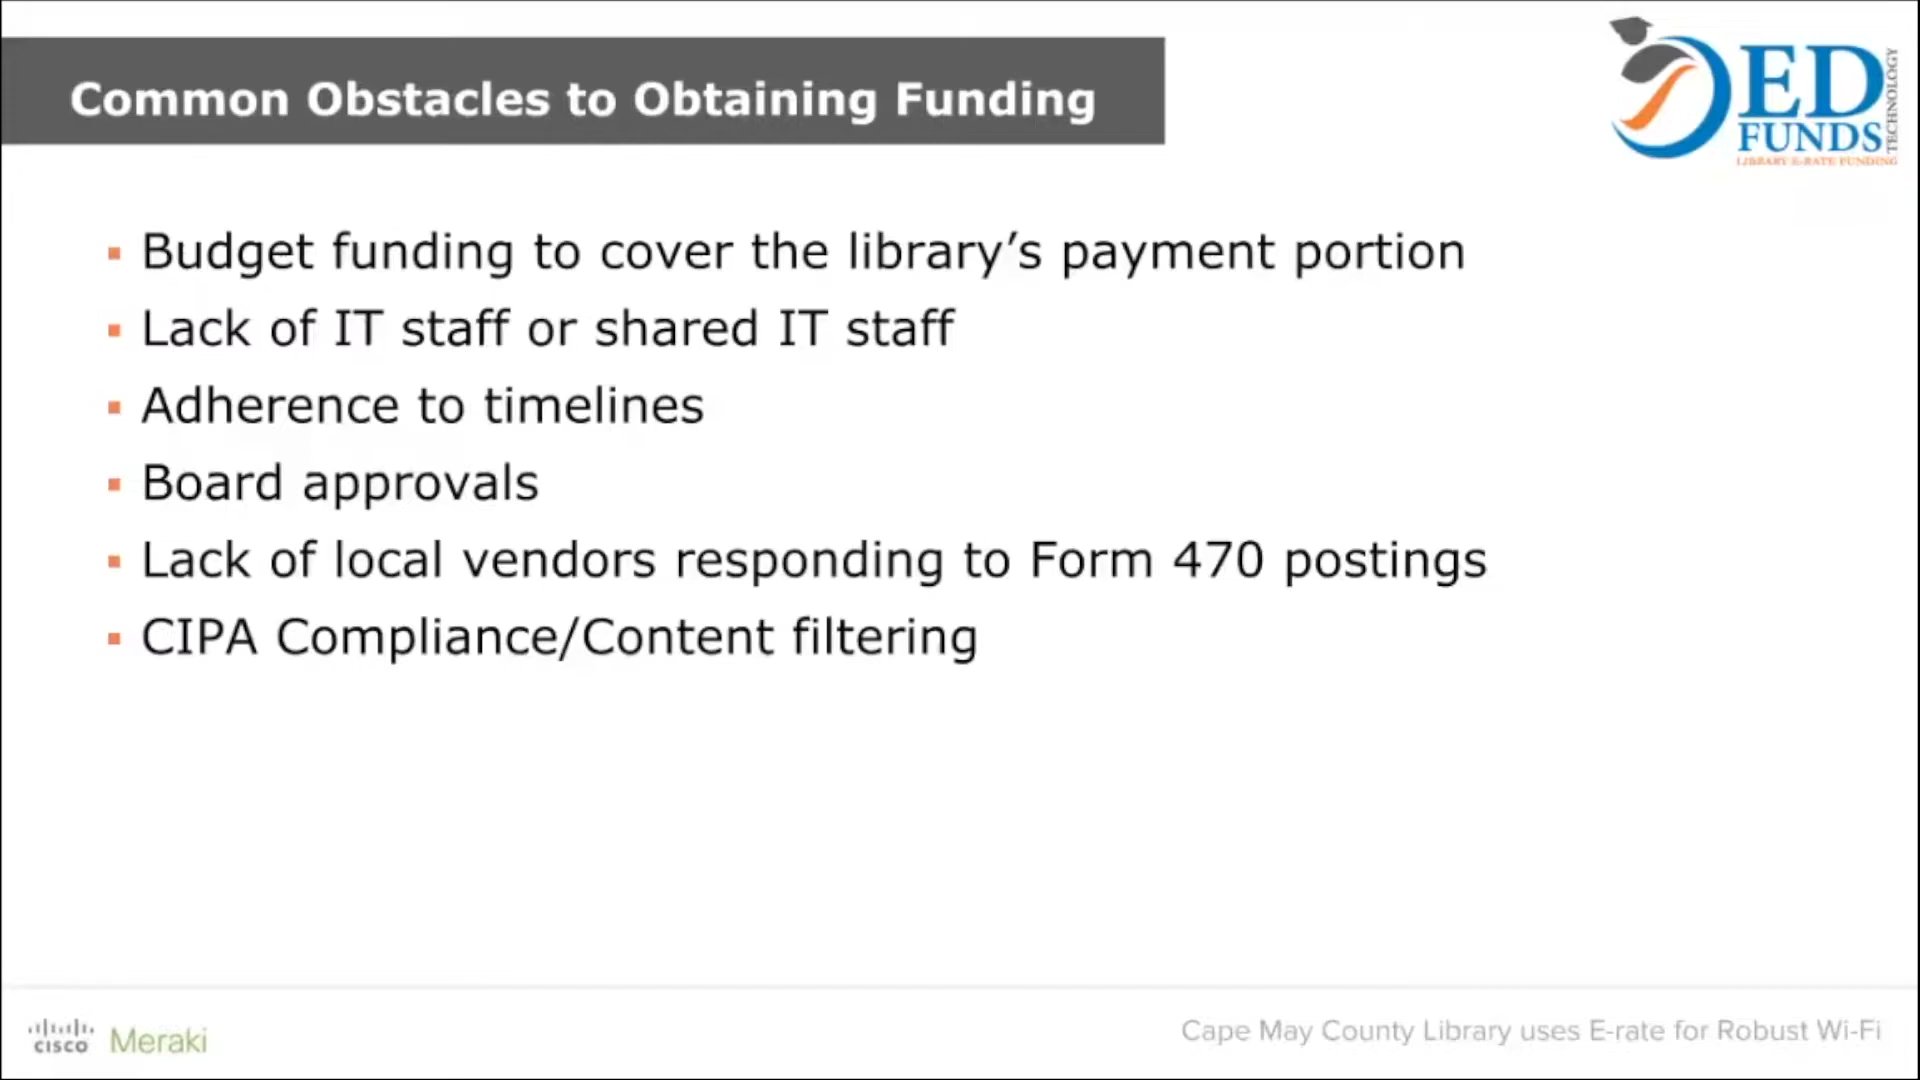 Common Obstacles to Obtaining Funding
ED
FUNDS
TECHNOLOGY
LIBRARY E-RATE FUNDING
▪ Budget funding to cover the library’s payment portion
▪ Lack of IT staff or shared IT staff
▪ Adherence to timelines
▪ Board approvals
▪ Lack of local vendors responding to Form 470 postings
▪ CIPA Compliance/Content filtering
cisco Meraki
Cape May County Library uses E-rate for Robust Wi-Fi